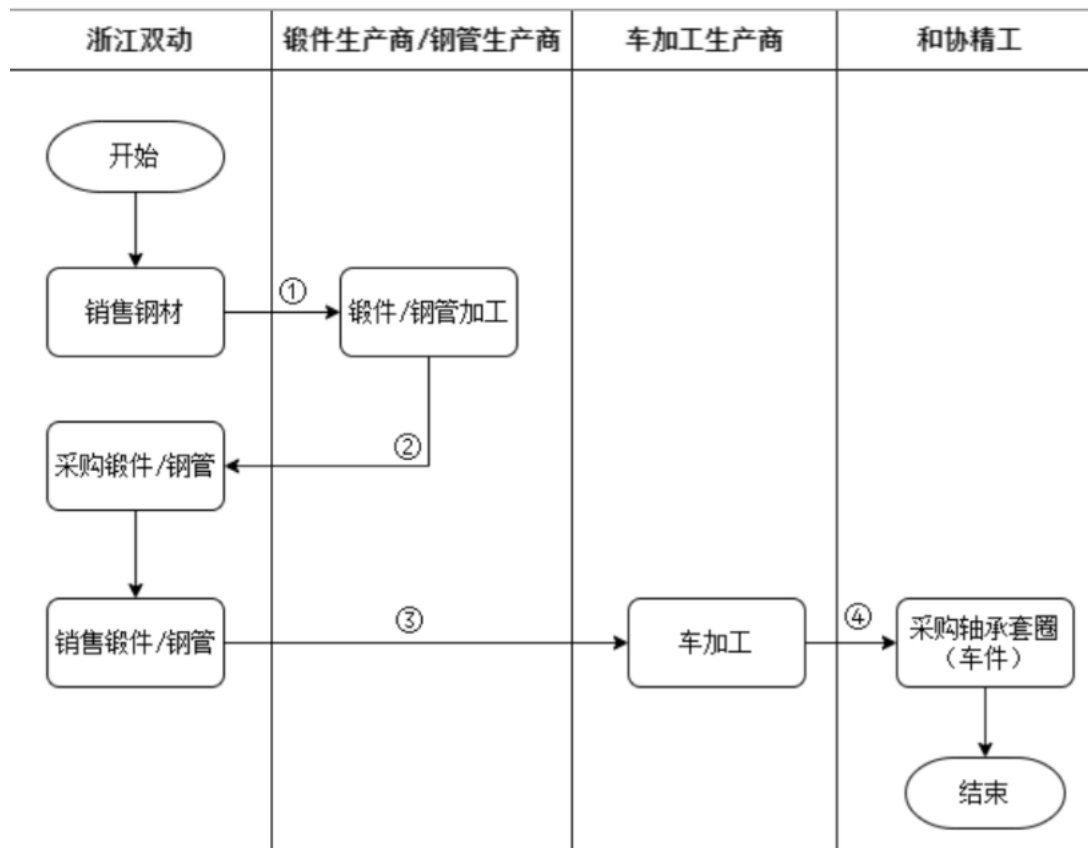 浙江双动
锻件生产商/钢管生产商
车加工生产商
和协精工
开始
销售钢材
①
锻件/钢管加工
②
采购锻件/钢管
销售锻件/钢管
③
车加工
④
采购轴承套圈
（车件）
结束